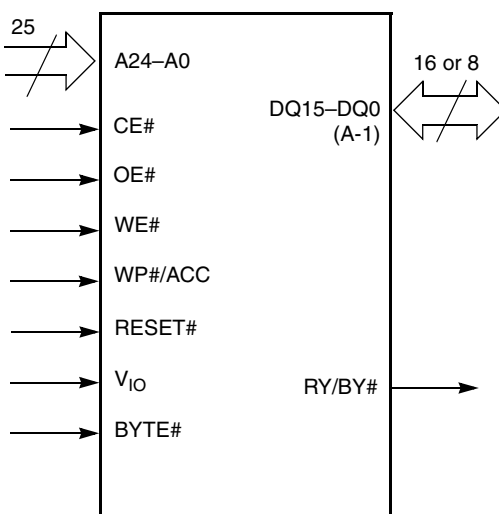 25
A24–A0
16 or 8
DQ15–DQ0
(A-1)
CE#
OE#
WE#
WP#/ACC
RESET#
VIO
RY/BY#
BYTE#